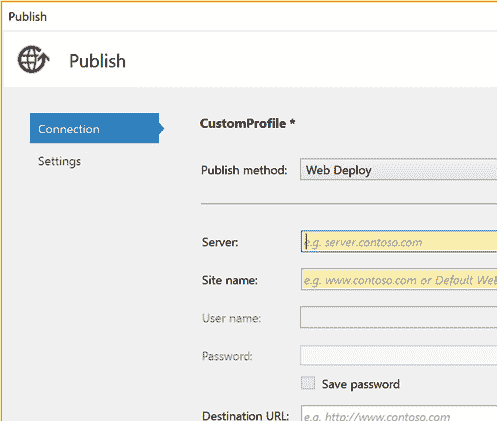 Publish
Publish
Connection
Settings
CustomProfile *
Publish method: Web Deploy
Server: e.g. server.contoso.com
Site name: e.g. www.contoso.com or Default Web
User name:
Password:
Save password
Destination URL: e.g. http://www.contoso.com